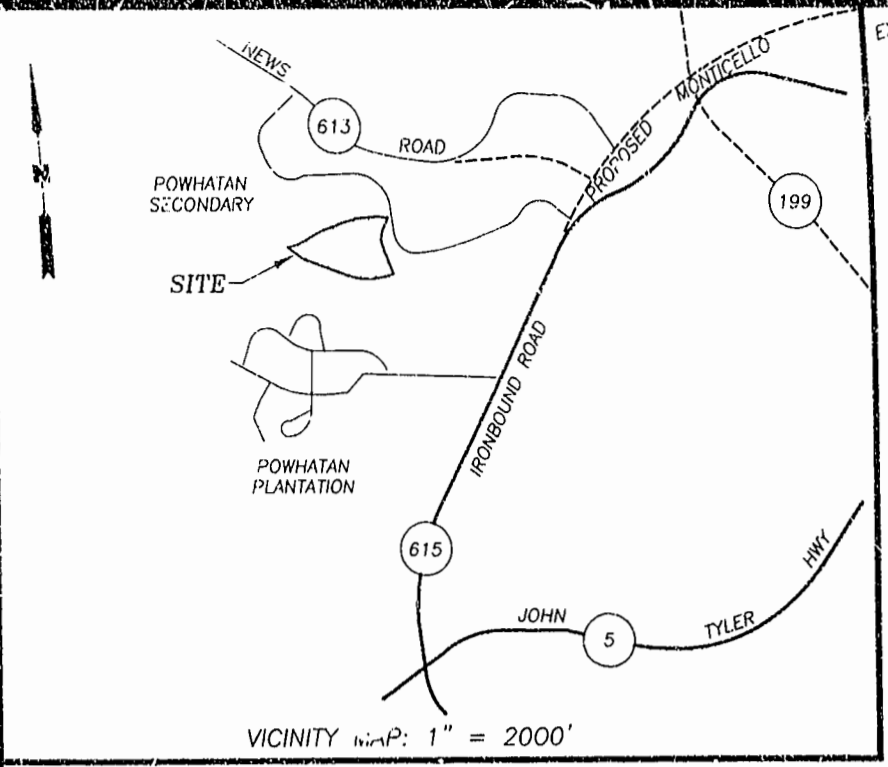 NEWS
613
ROAD
PROPOSED MONTICELLO
199
POWHATAN
SECONDARY
SITE
IRONBOUND ROAD
POWHATAN
PLANTATION
615
JOHN
5
TYLER
HWY
N
VICINITY MAP: 1" = 2000'